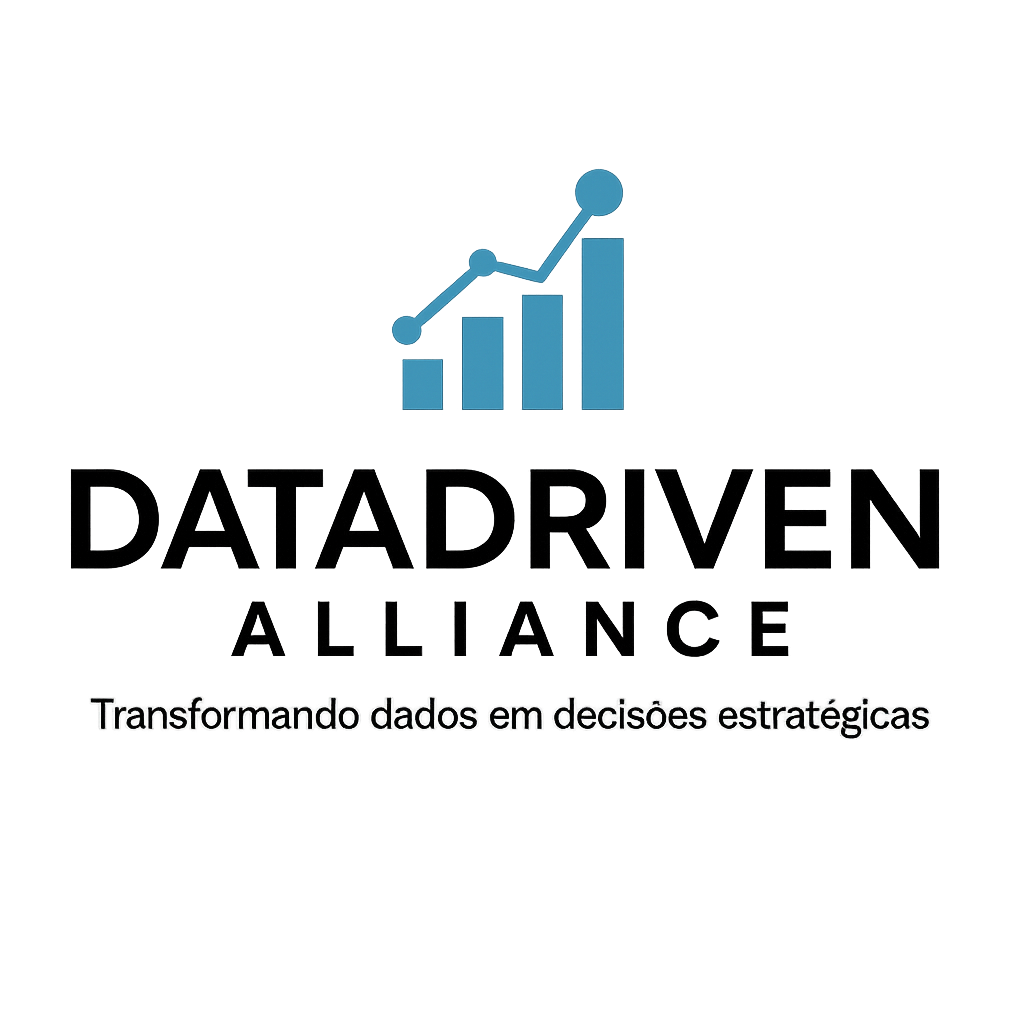 DATADRIVEN
ALLIANCE
Transformando dados em decisões estratégicas